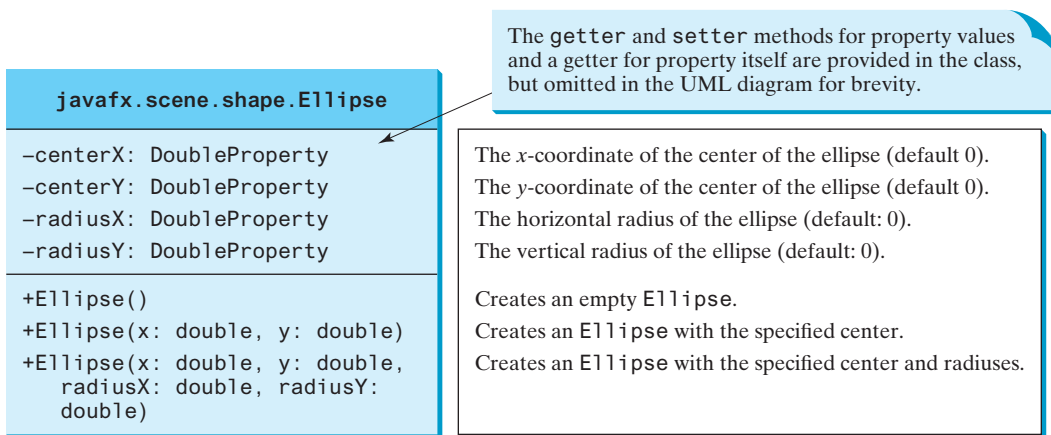 The getter and setter methods for property values
and a getter for property itself are provided in the class,
but omitted in the UML diagram for brevity.
javafx.scene.shape.Ellipse
–centerX: DoubleProperty
–centerY: DoubleProperty
–radiusX: DoubleProperty
–radiusY: DoubleProperty
The x-coordinate of the center of the ellipse (default 0).
The y-coordinate of the center of the ellipse (default 0).
The horizontal radius of the ellipse (default: 0).
The vertical radius of the ellipse (default: 0).
+Ellipse()
+Ellipse(x: double, y: double)
+Ellipse(x: double, y: double,
radiusX: double, radiusY:
double)
Creates an empty Ellipse.
Creates an Ellipse with the specified center.
Creates an Ellipse with the specified center and radiuses.